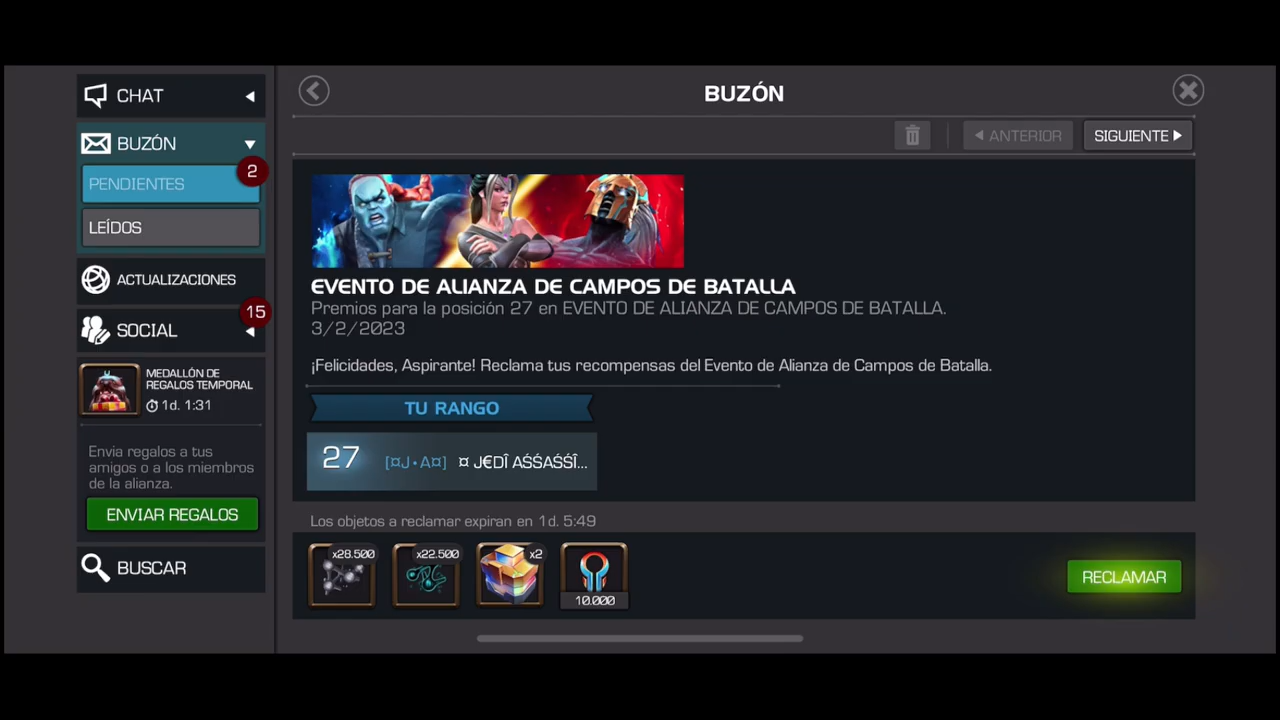 CHAT
BUZÓN
2
PENDIENTES
LEÍDOS
ACTUALIZACIONES
15
SOCIAL
MEDALLÓN DE
REGALOS TEMPORAL
1d. 1:31
Envia regalos a tus
amigos o a los miembros
de la alianza.
ENVIAR REGALOS
BUSCAR
BUZÓN
ANTERIOR
SIGUIENTE
EVENTO DE ALIANZA DE CAMPOS DE BATALLA
Premios para la posición 27 en EVENTO DE ALIANZA DE CAMPOS DE BATALLA.
3/2/2023
¡Felicidades, Aspirante! Reclama tus recompensas del Evento de Alianza de Campos de Batalla.
TU RANGO
27 [¤J•A¤] ¤ J€DÎ AŚŚAŚŚÎ...
Los objetos a reclamar expiran en 1d. 5:49
x28.500 x22.500 x2
10.000
RECLAMAR